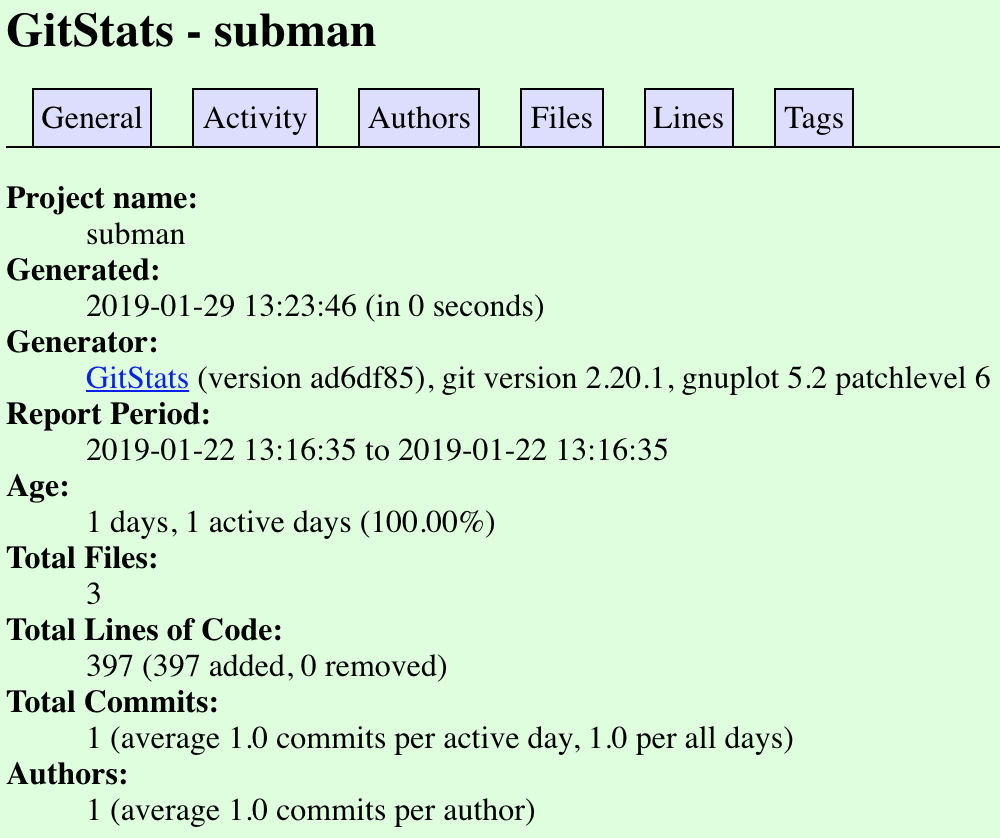 GitStats - subman
General Activity Authors Files Lines Tags
Project name:
subman
Generated:
2019-01-29 13:23:46 (in 0 seconds)
Generator:
GitStats (version ad6df85), git version 2.20.1, gnuplot 5.2 patchlevel 6
Report Period:
2019-01-22 13:16:35 to 2019-01-22 13:16:35
Age:
1 days, 1 active days (100.00%)
Total Files:
3
Total Lines of Code:
397 (397 added, 0 removed)
Total Commits:
1 (average 1.0 commits per active day, 1.0 per all days)
Authors:
1 (average 1.0 commits per author)